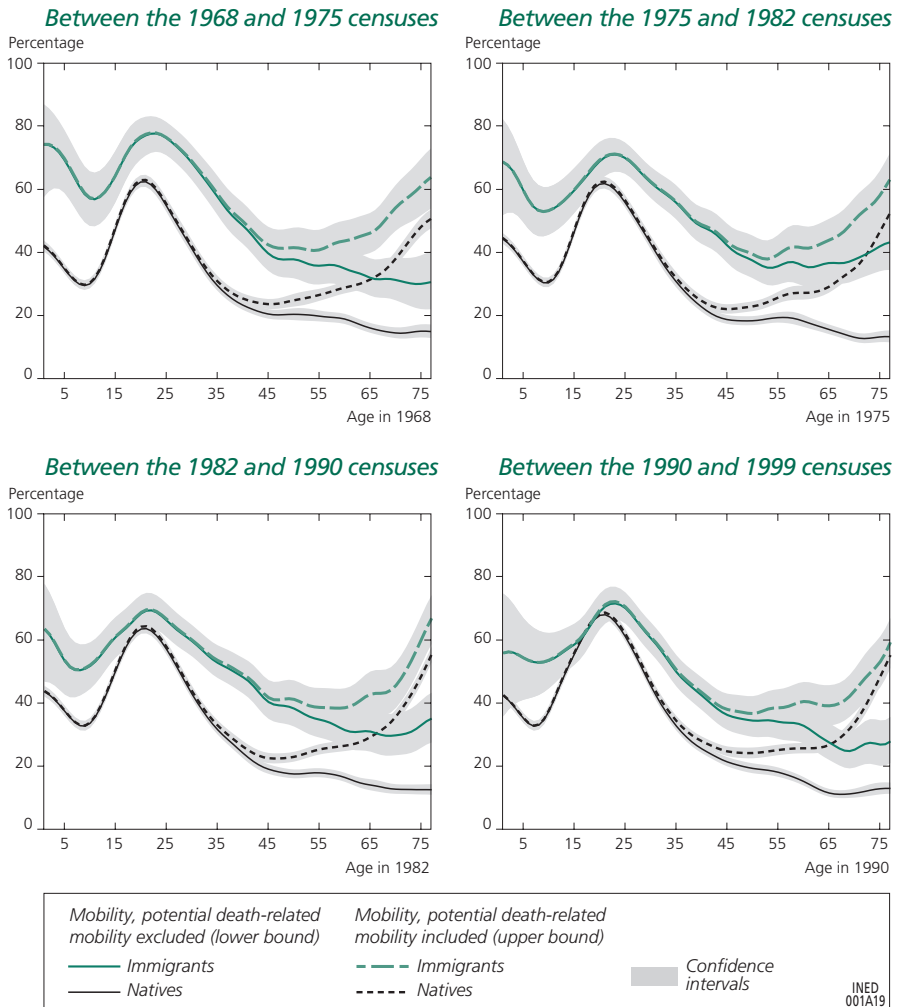 Between the 1968 and 1975 censuses
Percentage
100
80
60
40
20
0
5 15 25 35 45 55 65 75
Age in 1968
Between the 1975 and 1982 censuses
Percentage
100
80
60
40
20
0
5 15 25 35 45 55 65 75
Age in 1975
Between the 1982 and 1990 censuses
Percentage
100
80
60
40
20
0
5 15 25 35 45 55 65 75
Age in 1982
Between the 1990 and 1999 censuses
Percentage
100
80
60
40
20
0
5 15 25 35 45 55 65 75
Age in 1990
Mobility, potential death-related
mobility excluded (lower bound)
Immigrants
Natives
Mobility, potential death-related
mobility included (upper bound)
Immigrants
Natives
Confidence
intervals
INED
001A19